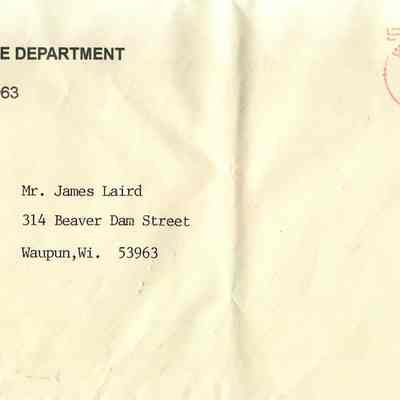 E DEPARTMENT
63
Mr. James Laird
314 Beaver Dam Street
Waupun,Wi. 53963